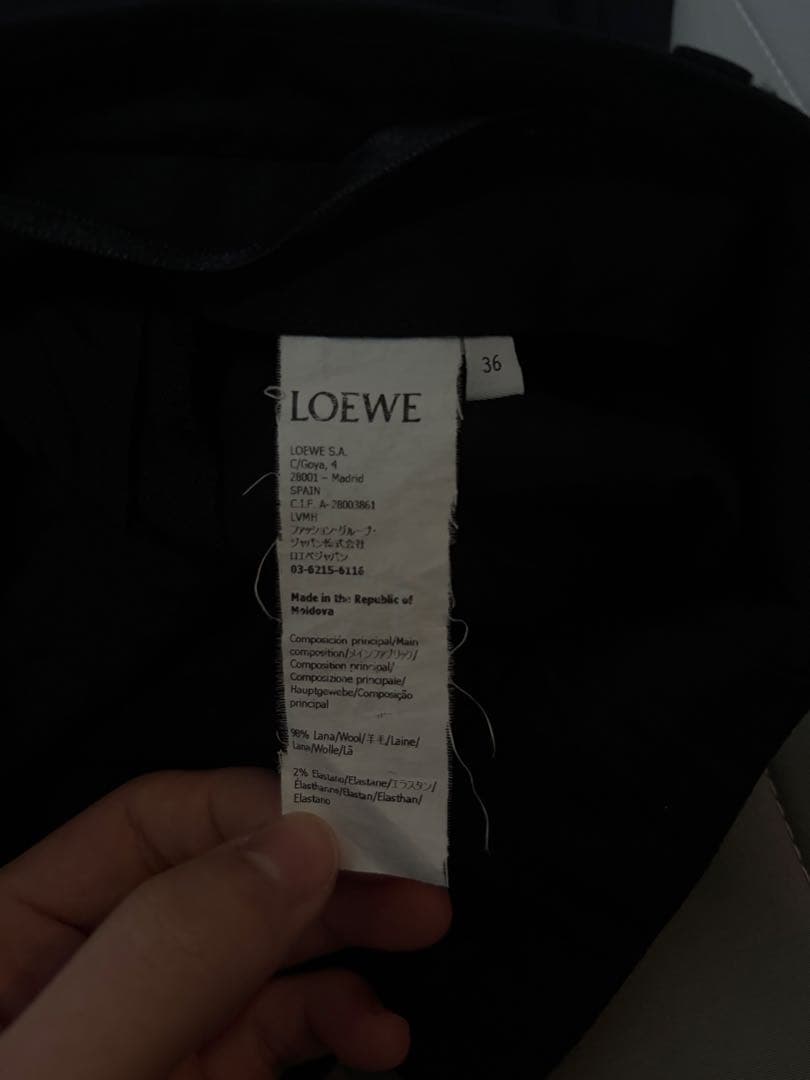 36
LOEWE
LOEWE S.A.
C/Goya, 4
28001 - Madrid
SPAIN
C.I.F. A-28003861
LVMH
ファッション・グループ・
ジャパン株式会社
ロエベジャパン
03-6215-6116
Made in the Republic of
Moldova
Composición principal/Main
composition/メインファブリック/
Composition principal/
Composizione principale/
Hauptgewebe/Composição
principal
98% Lana/Wool/羊毛/Laine/
Lana/Wolle/Lã
2% Elastano/Elastane/エラスタン/
Élasthanne/Elastan/Elasthan/
Elastano